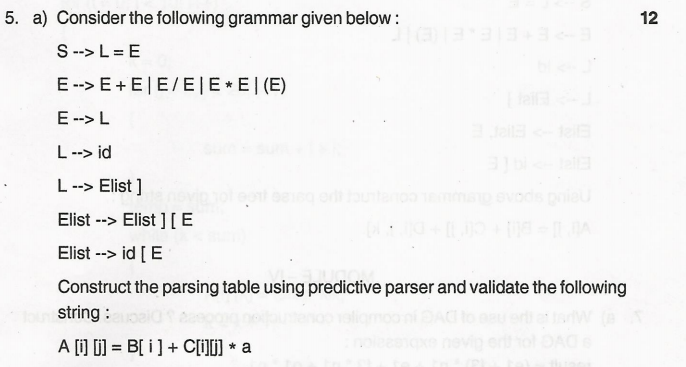 5. a) Consider the following grammar given below : 12
S --> L = E
E --> E + E | E / E | E * E | (E)
E --> L
L --> id
L --> Elist ]
Elist --> Elist ] [ E
Elist --> id [ E
Construct the parsing table using predictive parser and validate the following
string :
A [i] [j] = B[ i ] + C[i][j] * a